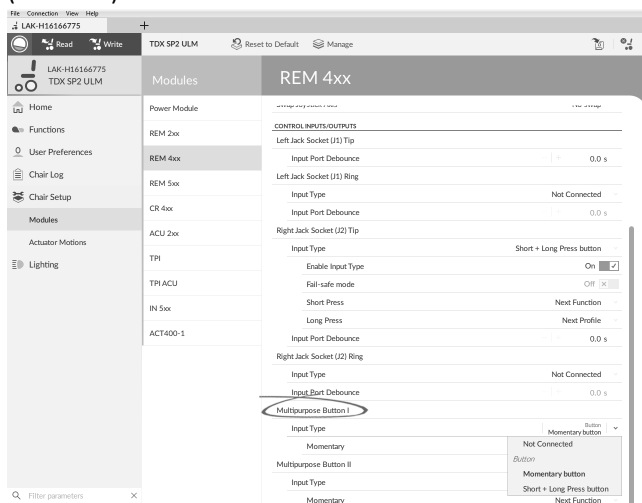 File Connection View Help
LAK-H16166775 +
Read Write TDX SP2 ULM Reset to Default Manage
LAK-H16166775
TDX SP2 ULM
Home
Functions
User Preferences
Chair Log
Chair Setup
Modules
Actuator Motions
Lighting
Filter parameters
Modules
Power Module
REM 2xx
REM 4xx
REM 5xx
CR 4xx
ACU 2xx
TPI
TPI ACU
IN 5xx
ACT400-1
REM 4xx
CONTROL INPUTS/OUTPUTS
Left Jack Socket (J1) Tip
Input Port Debounce 0.0 s
Left Jack Socket (J1) Ring
Input Type Not Connected
Input Port Debounce 0.0 s
Right Jack Socket (J2) Tip
Input Type Short + Long Press button
Enable Input Type On
Fail-safe mode Off
Short Press Next Function
Long Press Next Profile
Input Port Debounce 0.0 s
Right Jack Socket (J2) Ring
Input Type Not Connected
Input Port Debounce 0.0 s
Multipurpose Button I
Input Type Button
Momentary button
Momentary
Not Connected
Button
Momentary button
Short + Long Press button
Multipurpose Button II
Input Type
Momentary Next Function